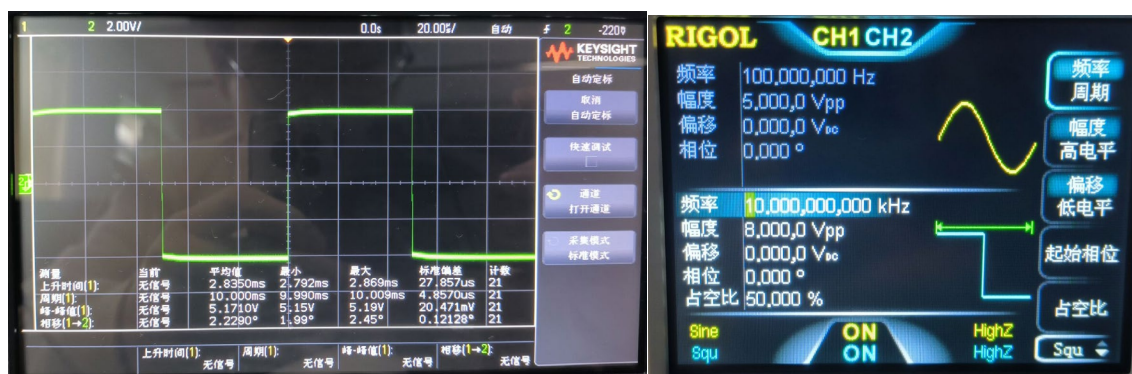 1 2 2.00V/ 0.0s 20.00㎲/ 自动 2 -220
KEYSIGHT
TECHNOLOGIES
自动定标
取消
自动定标
快速调试
通道
打开通道
采集模式
标准模式
测量 当前 平均值 最小 最大 标准偏差 计数
上升时间(1): 无信号 2.8350ms 2.792ms 2.869ms 27.857us 21
周期(1): 无信号 10.000ms 9.990ms 10.009ms 4.8570us 21
峰-峰值(1): 无信号 5.1710V 5.15V 5.19V 20.471mV 21
相移(1→2): 无信号 2.2290° 1.99° 2.45° 0.12128° 21
上升时间(1): 无信号 周期(1): 无信号 峰-峰值(1): 无信号 相移(1→2): 无信号
RIGOL CH1 CH2
频率 100,000,000 Hz
幅度 5.000,0 Vpp
偏移 0.000,0 VDC
相位 0.000 °
频率 10.000,000,000 kHz
幅度 8.000,0 Vpp
偏移 0.000,0 VDC
相位 0.000 °
占空比 50.000 %
Sine ON HighZ
Squ ON HighZ
频率
周期
幅度
高电平
偏移
低电平
起始相位
占空比
Squ